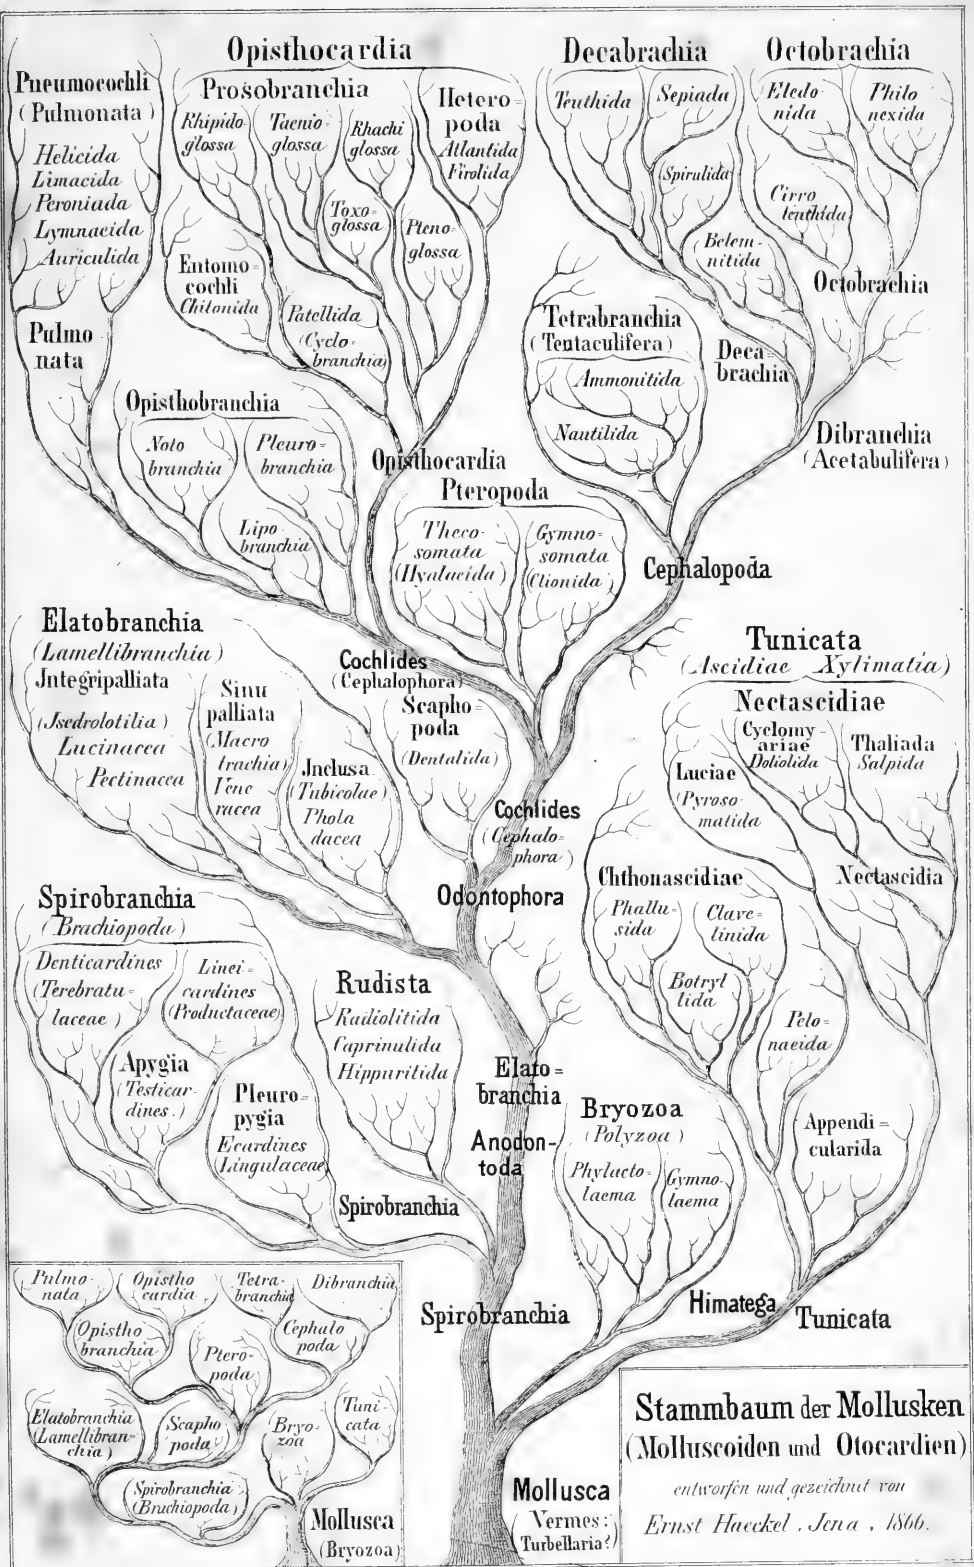 Opisthocardia
Pneumocochli
(Pulmonata)
Helicida
Limacida
Peroniada
Lymnaeida
Auriculida
Pulmo
nata
Prosobranchia
Rhipido-
glossa
Taenio-
glossa
Rhachi
glossa
Toxo=
glossa
Hetero=
poda
Atlantida
Firolida
Pteno=
glossa
Entomo=
cochli
Chitonida
Patellida
(Cyclo-
branchia)
Opisthocardia
Decabrachia
Teuthida
Sepiada
Spirulida
Belem-
nitida
Deca=
brachia
Octobrachia
Eledo
nida
Philo
nexida
Cirro
teuthida
Octobrachia
Tetrabranchia
(Tentaculifera)
Ammonitida
Nautilida
Dibranchia
(Acetabulifera)
Opisthobranchia
Noto
branchia
Pleuro=
branchia
Lipo
branchia
Pteropoda
Theco-
somata
(Hyalaeida)
Gymno=
somata
(Clionida)
Cephalopoda
Elatobranchia
(Lamellibranchia)
Jntegripalliata
(Jsedrolotilia)
Lucinacea
Pectinacea
Sinu
palliata
(Macro
trachia)
Vene
racea
Jnclusa
(Tubicolae)
Phola
dacea
Cochlides
(Cephalophora)
Scapho=
poda
(Dentalida)
Cochlides
(Cephalo=
phora)
Odontophora
Tunicata
(Ascidiae Xylimatia)
Nectascidiae
Cyclomy-
ariae
Doliolida
Thaliada
Salpida
Luciae
(Pyroso-
matida
Nectascidia
Chthonascidiae
Phallu=
sida
Clave=
linida
Botryl
lida
Pelo=
naeida
Appendi=
cularida
Spirobranchia
(Brachiopoda)
Denticardines
(Terebratu-
laceae)
Linei=
cardines
(Productaceae)
Apygia
(Testicar-
dines.)
Pleuro=
pygia
Ecardines
Lingulaceae
Rudista
Radiolitida
Caprinulida
Hippuritida
Spirobranchia
Elato=
branchia
Anodon-
toda
Bryozoa
(Polyzoa)
Phylacto=
laema
Gymno-
laema
Spirobranchia
Himatega
Tunicata
Pulmo-
nata
Opistho
cardia
Tetra-
branchia
Dibranchia
Opistho
branchia
Ptero-
poda
Cephalo
poda
Elatobranchia
(Lamellibran-
chia)
Scapho
poda
Bryo-
zoa
Tuni-
cata
(Spirobranchia
(Brachiopoda)
Mollusca
(Bryozoa)
Mollusca
(Vermes:
Turbellaria?)
Stammbaum der Mollusken
(Molluscoiden und Otocardien)
entworfen und gezeichnet von
Ernst Haeckel. Jena, 1866.